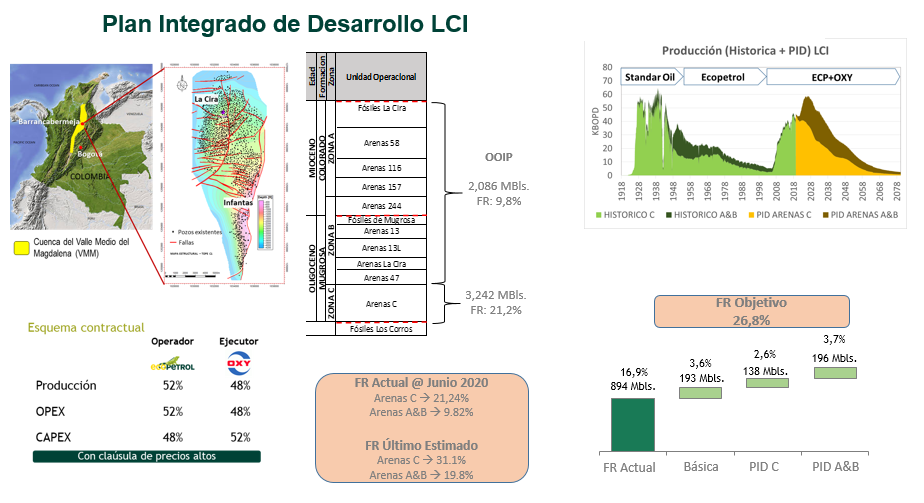 Plan Integrado de Desarrollo LCI
Barrancabermeja
Bogotá
COLOMBIA
Cuenca del Valle Medio del
Magdalena (VMM)
La Cira
Infantas
Pozos existentes
Fallas
Edad
Formacion
Zona
Unidad Operacional
MIOCENO
COLORADO
ZONA A
Fósiles La Cira
Arenas 58
Arenas 116
Arenas 157
Arenas 244
OLIGOCENO
MUGROSA
ZONA B
Fósiles de Mugrosa
Arenas 13
Arenas 13L
Arenas La Cira
Arenas 47
ZONA C
Arenas C
Fósiles Los Corros
OOIP
2,086 MBls.
FR: 9,8%
3,242 MBls.
FR: 21,2%
Producción (Historica + PID) LCI
Standar Oil
Ecopetrol
ECP+OXY
KBOPD
80
70
60
50
40
30
20
10
0
1918 1928 1938 1948 1958 1968 1978 1988 1998 2008 2018 2028 2038 2048 2058 2068 2078
HISTORICO C
HISTORICO A&B
PID ARENAS C
PID ARENAS A&B
Esquema contractual
Operador Ejecutor
ecoPETROL OXY
Producción 52% 48%
OPEX 52% 48%
CAPEX 48% 52%
Con claúsula de precios altos
FR Actual @ Junio 2020
Arenas C → 21,24%
Arenas A&B → 9.82%
FR Último Estimado
Arenas C → 31.1%
Arenas A&B → 19.8%
FR Objetivo
26,8%
16,9%
894 Mbls.
3,6%
193 Mbls.
2,6%
138 Mbls.
3,7%
196 Mbls.
FR Actual
Básica
PID C
PID A&B